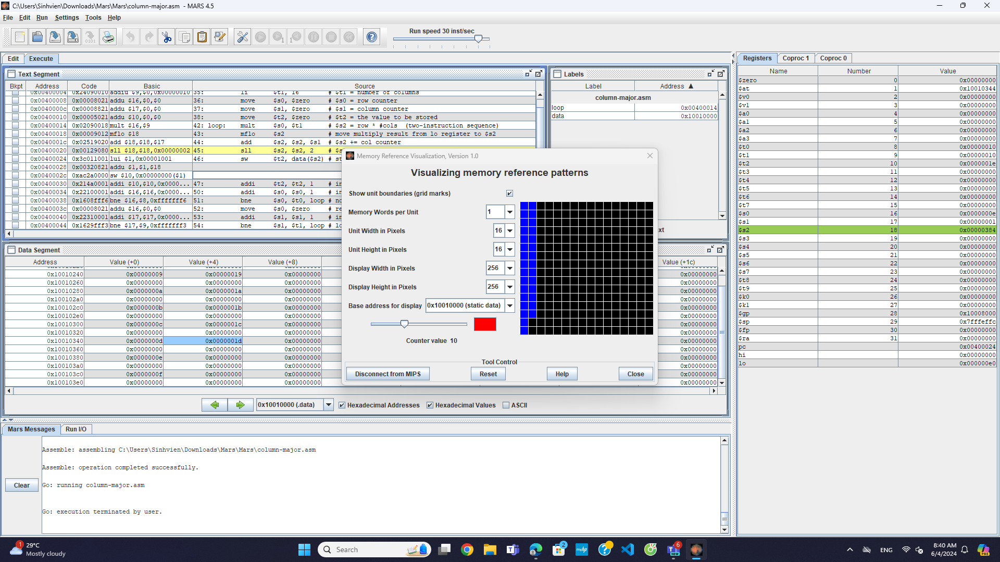 C:\Users\Sinhvien\Downloads\Mars\Mars\column-major.asm - MARS 4.5
File Edit Run Settings Tools Help
Run speed 30 inst/sec
Edit Execute
Text Segment
Bkpt Address Code Basic Source
0x00400004 0x24090010 addiu $9,$0,0x00000010 35: li $t1, 16 # $t1 = number of columns
0x00400008 0x00008021 addu $16,$0,$0 36: move $s0, $zero # $s0 = row counter
0x0040000c 0x00008821 addu $17,$0,$0 37: move $s1, $zero # $s1 = column counter
0x00400010 0x00005021 addu $10,$0,$0 38: move $t2, $zero # $t2 = the value to be stored
0x00400014 0x02090018 mult $16,$9 42: loop: mult $s0, $t1 # $s2 = row * #cols (two-instruction sequence)
0x00400018 0x00009012 mflo $18 43: mflo $s2 # move multiply result from lo register to $s2
0x0040001c 0x02519020 add $18,$18,$17 44: add $s2, $s2, $s1 # $s2 += col counter
0x00400020 0x00129080 sll $18,$18,0x00000002 45: sll $s2, $s2, 2 # $s
0x00400024 0x3c011001 lui $1,0x00001001 46: sw $t2, data($s2) # st
0x00400028 0x00320821 addu $1,$1,$18
0x0040002c 0xac2a0000 sw $10,0x00000000($1)
0x00400030 0x214a0001 addi $10,$10,0x0000... 47: addi $t2, $t2, 1 # in
0x00400034 0x22100001 addi $16,$16,0x0000... 50: addi $s0, $s0, 1 # in
0x00400038 0x1608fff6 bne $16,$8,0xfffffff6 51: bne $s0, $t0, loop # no
0x0040003c 0x00008021 addu $16,$0,$0 52: move $s0, $zero # re
0x00400040 0x22310001 addi $17,$17,0x0000... 53: addi $s1, $s1, 1 # in
0x00400044 0x1629fff3 bne $17,$9,0xfffffff3 54: bne $s1, $t1, loop # lo
Labels
Label Address ▲
column-major.asm
loop 0x00400014
data 0x10010000
xt
Memory Reference Visualization, Version 1.0
Visualizing memory reference patterns
Show unit boundaries (grid marks)
Memory Words per Unit 1
Unit Width in Pixels 16
Unit Height in Pixels 16
Display Width in Pixels 256
Display Height in Pixels 256
Base address for display 0x10010000 (static data)
Counter value 10
Tool Control
Disconnect from MIPS Reset Help Close
Data Segment
Address Value (+0) Value (+4) Value (+8) Value (+1c)
0x10010240 0x00000009 0x00000019 0x00000000 0x00000000
0x10010260 0x00000000 0x00000000 0x00000000 0x00000000
0x10010280 0x0000000a 0x0000001a 0x00000000 0x00000000
0x100102a0 0x00000000 0x00000000 0x00000000 0x00000000
0x100102c0 0x0000000b 0x0000001b 0x00000000 0x00000000
0x100102e0 0x00000000 0x00000000 0x00000000 0x00000000
0x10010300 0x0000000c 0x0000001c 0x00000000 0x00000000
0x10010320 0x00000000 0x00000000 0x00000000 0x00000000
0x10010340 0x0000000d 0x0000001d 0x00000000 0x00000000
0x10010360 0x00000000 0x00000000 0x00000000 0x00000000
0x10010380 0x0000000e 0x00000000 0x00000000 0x00000000
0x100103a0 0x00000000 0x00000000 0x00000000 0x00000000
0x100103c0 0x0000000f 0x00000000 0x00000000 0x00000000
0x100103e0 0x00000000 0x00000000 0x00000000 0x00000000
0x10010000 (.data) Hexadecimal Addresses Hexadecimal Values ASCII
Mars Messages Run I/O
Clear
Assemble: assembling C:\Users\Sinhvien\Downloads\Mars\Mars\column-major.asm
Assemble: operation completed successfully.
Go: running column-major.asm
Go: execution terminated by user.
Registers Coproc 1 Coproc 0
Name Number Value
$zero 0 0x00000000
$at 1 0x10010344
$v0 2 0x00000000
$v1 3 0x00000000
$a0 4 0x00000000
$a1 5 0x00000000
$a2 6 0x00000000
$a3 7 0x00000000
$t0 8 0x00000010
$t1 9 0x00000010
$t2 10 0x0000001e
$t3 11 0x00000000
$t4 12 0x00000000
$t5 13 0x00000000
$t6 14 0x00000000
$t7 15 0x00000000
$s0 16 0x0000000e
$s1 17 0x00000001
$s2 18 0x00000384
$s3 19 0x00000000
$s4 20 0x00000000
$s5 21 0x00000000
$s6 22 0x00000000
$s7 23 0x00000000
$t8 24 0x00000000
$t9 25 0x00000000
$k0 26 0x00000000
$k1 27 0x00000000
$gp 28 0x10008000
$sp 29 0x7fffeffc
$fp 30 0x00000000
$ra 31 0x00000000
pc 0x00400024
hi 0x00000000
lo 0x000000e0
1
29°C
Mostly cloudy
Search
2
6
NEW
myhp
ENG
8:40 AM
6/4/2024
PRE